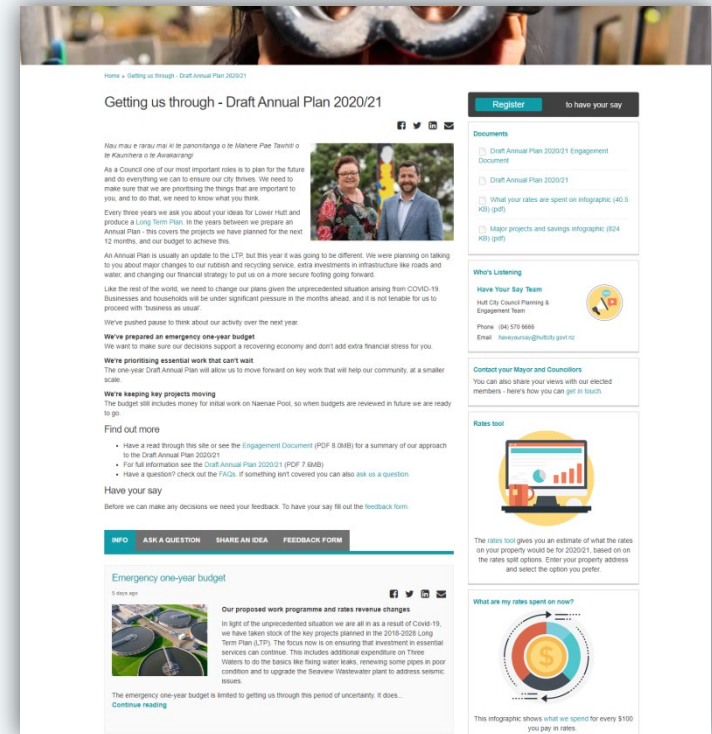 Home » Getting us through - Draft Annual Plan 2020/21
Getting us through - Draft Annual Plan 2020/21
Nau mau e rarau mai ki te panonitanga o te Mahere Pae Tawhiti o
te Kaunihera o te Awakairangi
As a Council one of our most important roles is to plan for the future
and do everything we can to ensure our city thrives. We need to
make sure that we are prioritising the things that are important to
you, and to do that, we need to know what you think.
Every three years we ask you about your ideas for Lower Hutt and
produce a Long Term Plan. In the years between we prepare an
Annual Plan - this covers the projects we have planned for the next
12 months, and our budget to achieve this.
An Annual Plan is usually an update to the LTP, but this year it was going to be different. We were planning on talking
to you about major changes to our rubbish and recycling service, extra investments in infrastructure like roads and
water, and changing our financial strategy to put us on a more secure footing going forward.
Like the rest of the world, we need to change our plans given the unprecedented situation arising from COVID-19.
Businesses and households will be under significant pressure in the months ahead, and it is not tenable for us to
proceed with 'business as usual'.
We've pushed pause to think about our activity over the next year.
We've prepared an emergency one-year budget
We want to make sure our decisions support a recovering economy and don't add extra financial stress for you.
We're prioritising essential work that can't wait
The one-year Draft Annual Plan will allow us to move forward on key work that will help our community, at a smaller
scale.
We're keeping key projects moving
The budget still includes money for initial work on Naenae Pool, so when budgets are reviewed in future we are ready
to go.
Find out more
• Have a read through this site or see the Engagement Document (PDF 8.0MB) for a summary of our approach
to the Draft Annual Plan 2020/21
• For full information see the Draft Annual Plan 2020/21 (PDF 7.6MB)
• Have a question? check out the FAQs. If something isn't covered you can also ask us a question.
Have your say
Before we can make any decisions we need your feedback. To have your say fill out the feedback form.
INFO ASK A QUESTION SHARE AN IDEA FEEDBACK FORM
Emergency one-year budget
5 days ago
Our proposed work programme and rates revenue changes
In light of the unprecedented situation we are all in as a result of Covid-19,
we have taken stock of the key projects planned in the 2018-2028 Long
Term Plan (LTP). The focus now is on ensuring that investment in essential
services can continue. This includes additional expenditure on Three
Waters to do the basics like fixing water leaks, renewing some pipes in poor
condition and to upgrade the Seaview Wastewater plant to address seismic
issues.
The emergency one-year budget is limited to getting us through this period of uncertainty. It does...
Continue reading
Register to have your say
Documents
Draft Annual Plan 2020/21 Engagement
Document
Draft Annual Plan 2020/21
What your rates are spent on infographic (40.5
KB) (pdf)
Major projects and savings infographic (824
KB) (pdf)
Who's Listening
Have Your Say Team
Hutt City Council Planning &
Engagement Team
Phone (04) 570 6666
Email haveyoursay@huttcity.govt.nz
Contact your Mayor and Councillors
You can also share your views with our elected
members - here's how you can get in touch.
Rates tool
The rates tool gives you an estimate of what the rates
on your property would be for 2020/21, based on on
the rates split options. Enter your property address
and select the option you prefer.
What are my rates spent on now?
This infographic shows what we spend for every $100
you pay in rates.